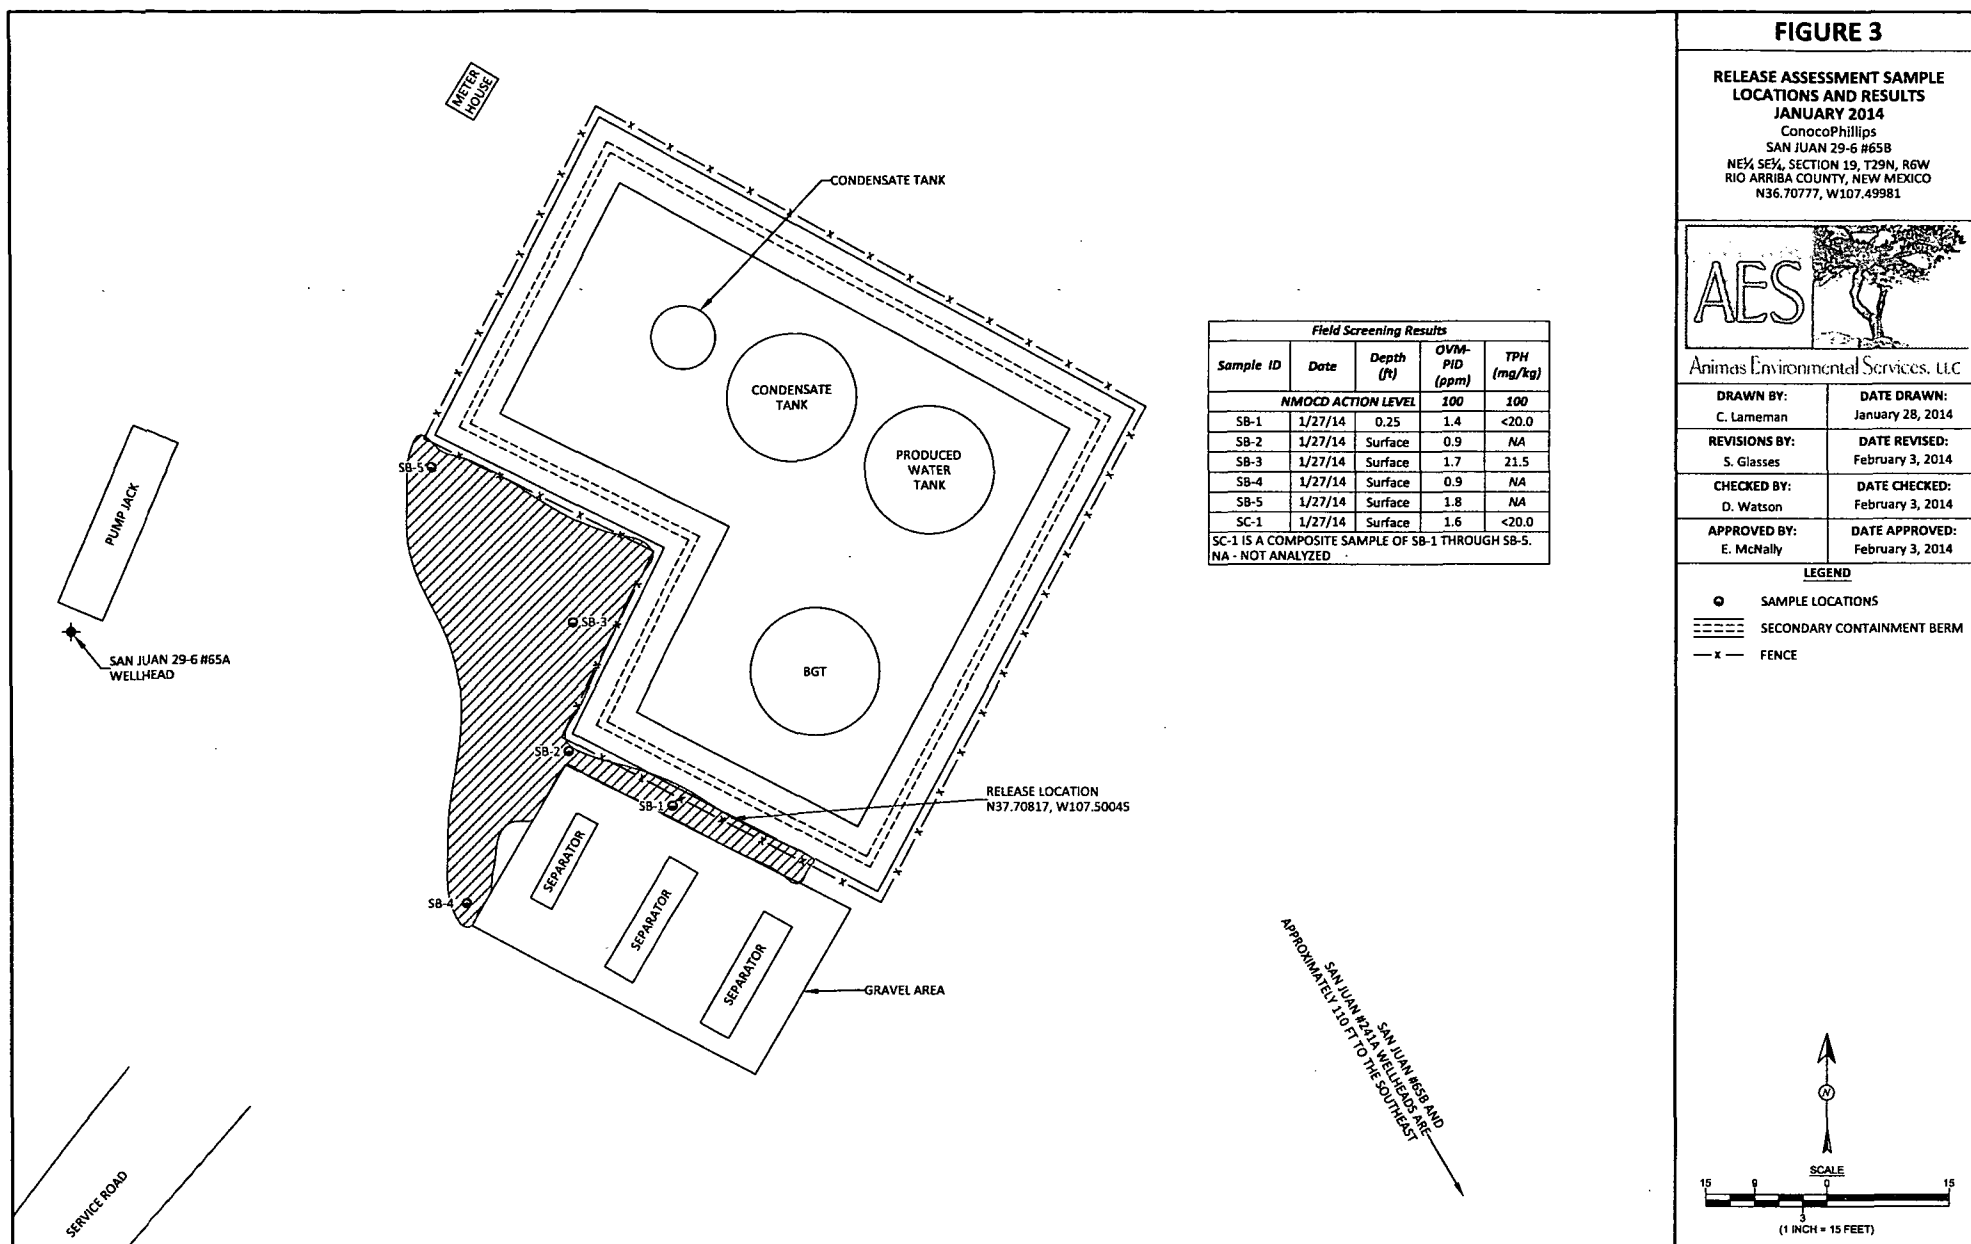 FIGURE 3
RELEASE ASSESSMENT SAMPLE
LOCATIONS AND RESULTS
JANUARY 2014
ConocoPhillips
SAN JUAN 29-6 #65B
NE¼ SE¼, SECTION 19, T29N, R6W
RIO ARRIBA COUNTY, NEW MEXICO
N36.70777, W107.49981
AES
Animas Environmental Services, LLC
DRAWN BY: DATE DRAWN:
C. Lameman January 28, 2014
REVISIONS BY: DATE REVISED:
S. Glasses February 3, 2014
CHECKED BY: DATE CHECKED:
D. Watson February 3, 2014
APPROVED BY: DATE APPROVED:
E. McNally February 3, 2014
LEGEND
SAMPLE LOCATIONS
SECONDARY CONTAINMENT BERM
x FENCE
N
SCALE
15 9 0 15
3
(1 INCH = 15 FEET)
METER
HOUSE
CONDENSATE TANK
CONDENSATE
TANK
PRODUCED
WATER
TANK
BGT
PUMP JACK
SAN JUAN 29-6 #65A
WELLHEAD
SB-5
SB-3
SB-2
SB-1
SB-4
RELEASE LOCATION
N37.70817, W107.50045
SEPARATOR
SEPARATOR
SEPARATOR
GRAVEL AREA
SERVICE ROAD
SAN JUAN #65B AND
SAN JUAN #241A WELLHEADS ARE
APPROXIMATELY 110 FT TO THE SOUTHEAST
Field Screening Results
Sample ID Date Depth (ft) OVM-PID (ppm) TPH (mg/kg)
NMOCD ACTION LEVEL 100 100
SB-1 1/27/14 0.25 1.4 <20.0
SB-2 1/27/14 Surface 0.9 NA
SB-3 1/27/14 Surface 1.7 21.5
SB-4 1/27/14 Surface 0.9 NA
SB-5 1/27/14 Surface 1.8 NA
SC-1 1/27/14 Surface 1.6 <20.0
SC-1 IS A COMPOSITE SAMPLE OF SB-1 THROUGH SB-5.
NA - NOT ANALYZED